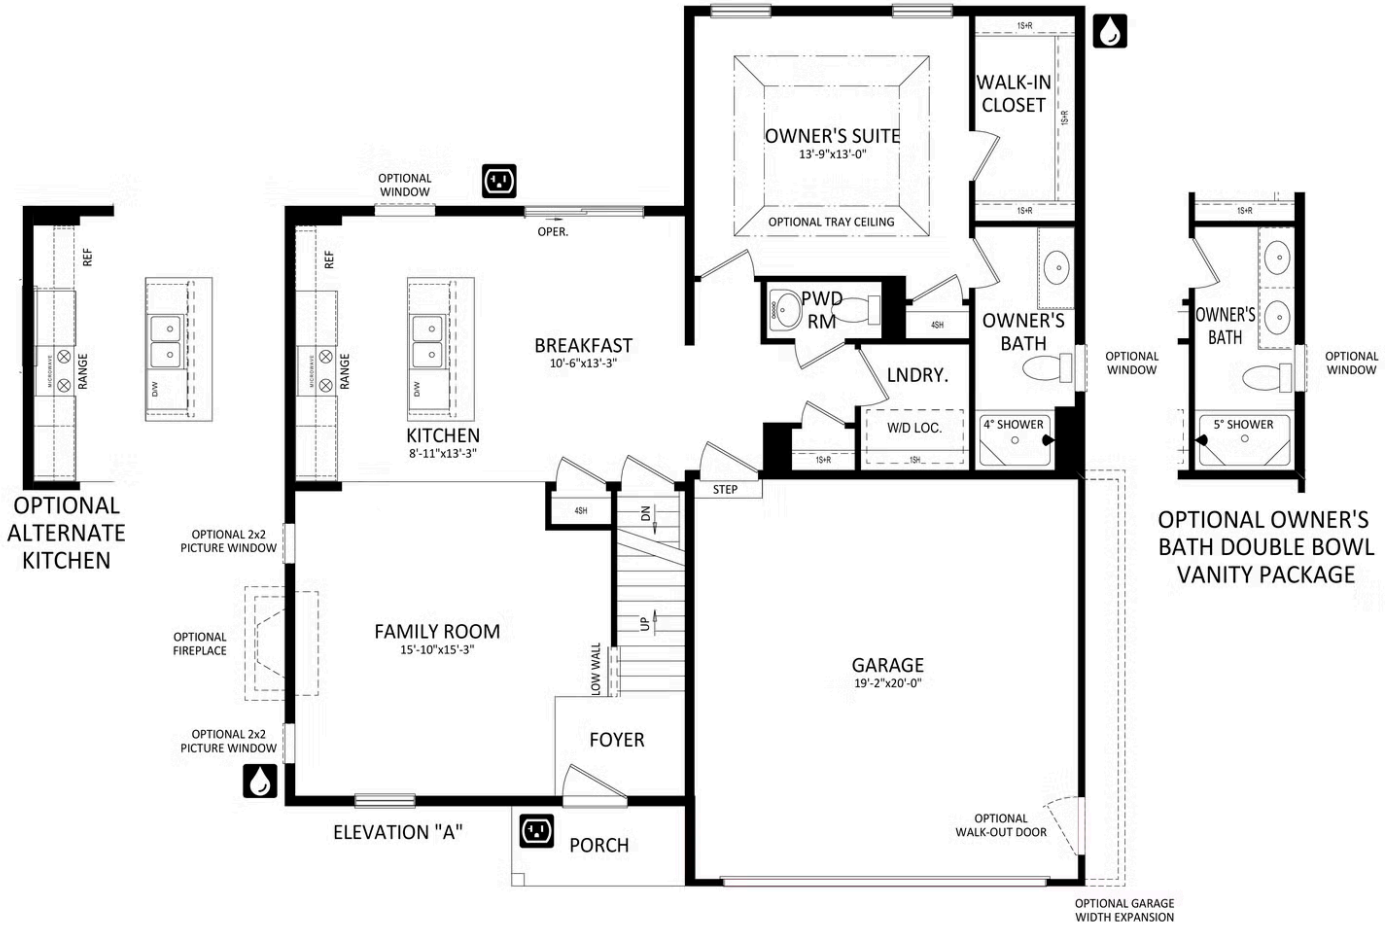 1S+R
WALK-IN
CLOSET
1S+R
1S+R
OWNER'S SUITE
13'-9"x13'-0"
OPTIONAL TRAY CEILING
OPTIONAL
WINDOW
OPER.
REF
MICROWAVE
RANGE
D/W
OPTIONAL
ALTERNATE
KITCHEN
REF
MICROWAVE
RANGE
D/W
KITCHEN
8'-11"x13'-3"
BREAKFAST
10'-6"x13'-3"
PWD
RM
4SH
OWNER'S
BATH
LNDRY.
W/D LOC.
1SH
1S+R
4° SHOWER
OPTIONAL
WINDOW
1S+R
OWNER'S
BATH
5° SHOWER
OPTIONAL
WINDOW
OPTIONAL OWNER'S
BATH DOUBLE BOWL
VANITY PACKAGE
STEP
4SH
DN
UP
LOW WALL
OPTIONAL 2x2
PICTURE WINDOW
OPTIONAL
FIREPLACE
OPTIONAL 2x2
PICTURE WINDOW
FAMILY ROOM
15'-10"x15'-3"
FOYER
GARAGE
19'-2"x20'-0"
OPTIONAL
WALK-OUT DOOR
ELEVATION "A"
PORCH
OPTIONAL GARAGE
WIDTH EXPANSION